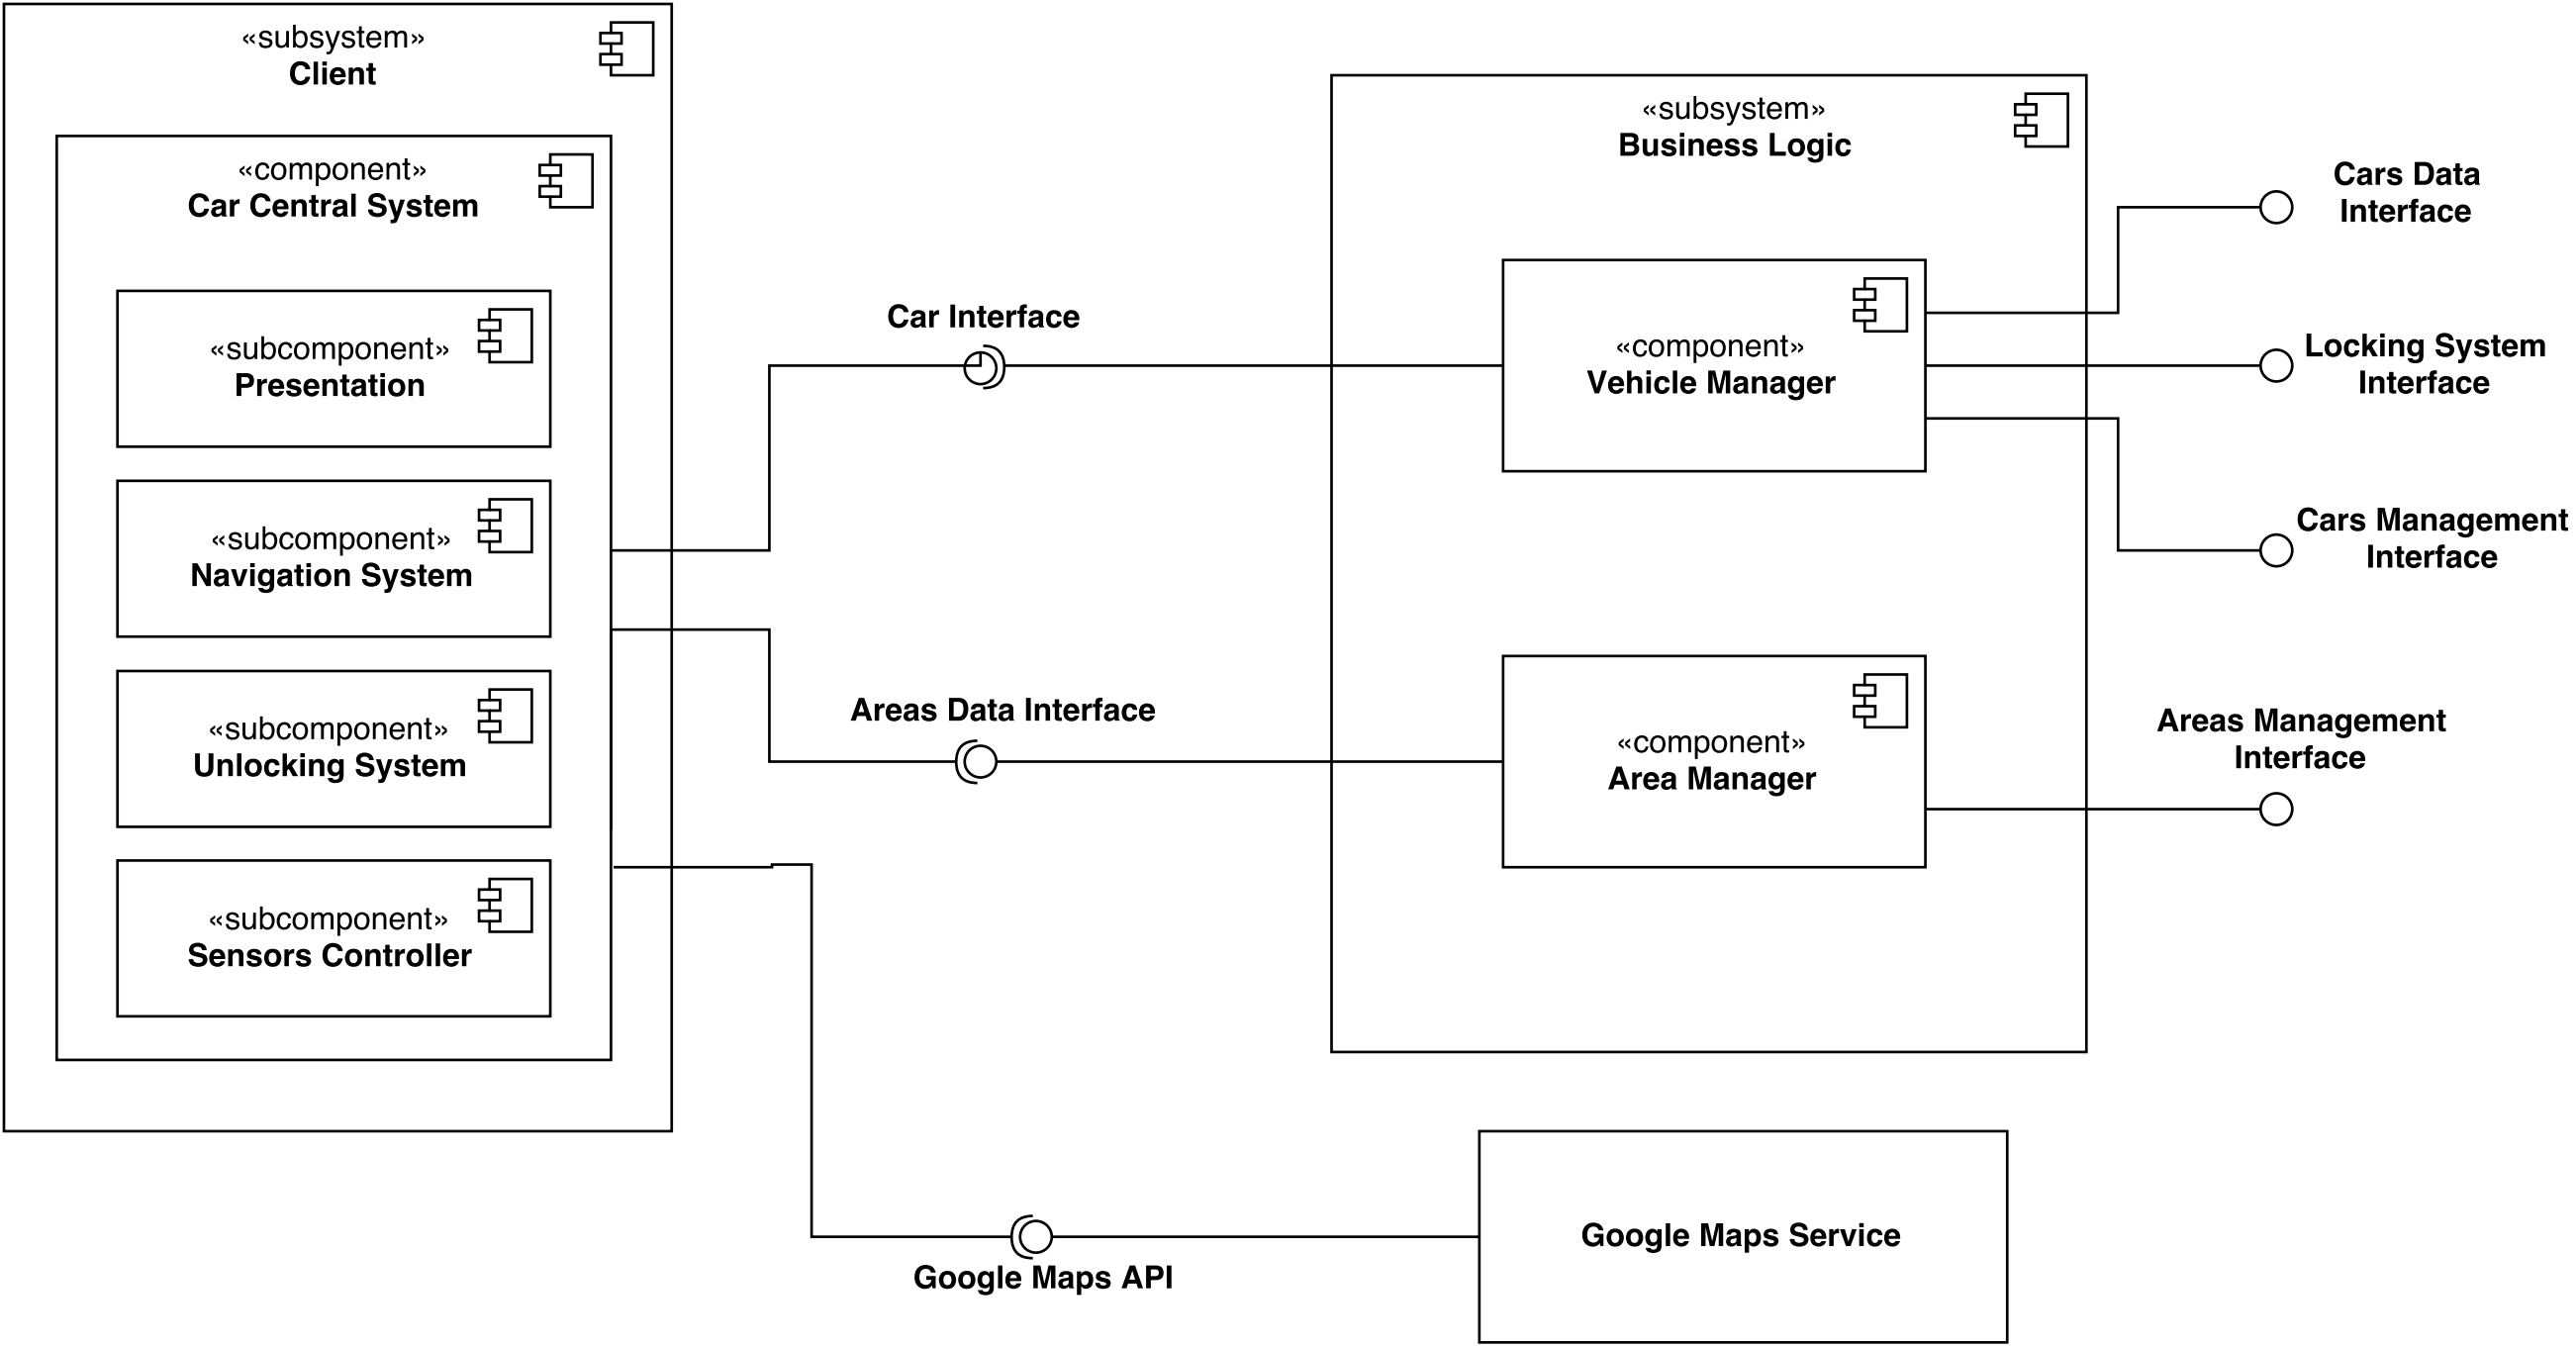 «subsystem»
Client
«component»
Car Central System
«subcomponent»
Presentation
«subcomponent»
Navigation System
«subcomponent»
Unlocking System
«subcomponent»
Sensors Controller
Car Interface
Areas Data Interface
Google Maps API
«subsystem»
Business Logic
«component»
Vehicle Manager
«component»
Area Manager
Google Maps Service
Cars Data
Interface
Locking System
Interface
Cars Management
Interface
Areas Management
Interface